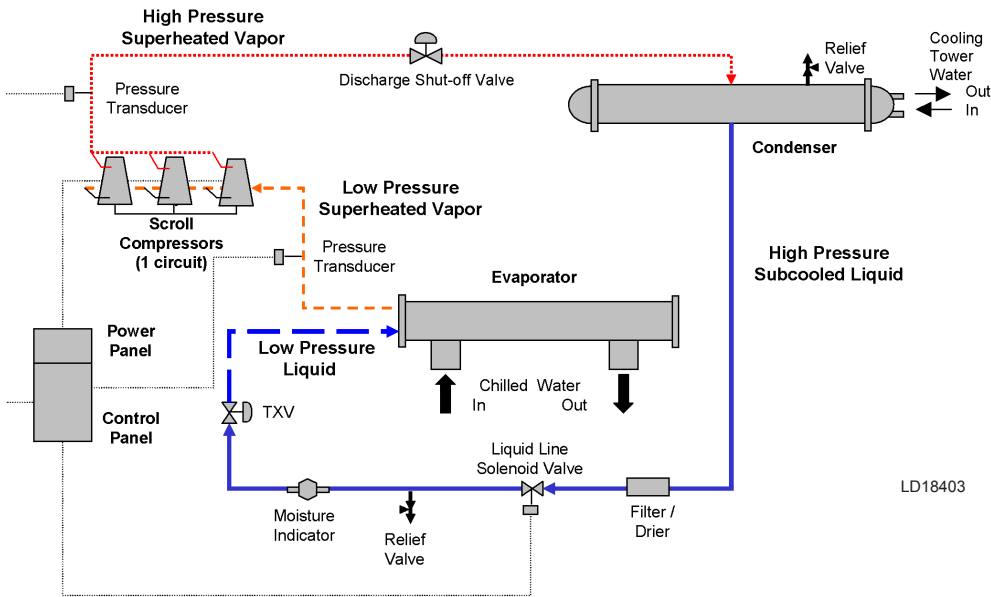 High Pressure
Superheated Vapor
Discharge Shut-off Valve
Relief
Valve
Cooling
Tower
Water
Out
In
Pressure
Transducer
Condenser
Low Pressure
Superheated Vapor
Scroll
Compressors
(1 circuit)
Pressure
Transducer
High Pressure
Subcooled Liquid
Evaporator
Power
Panel
Low Pressure
Liquid
Chilled Water
In Out
Control
Panel
TXV
Liquid Line
Solenoid Valve
LD18403
Moisture
Indicator
Relief
Valve
Filter /
Drier